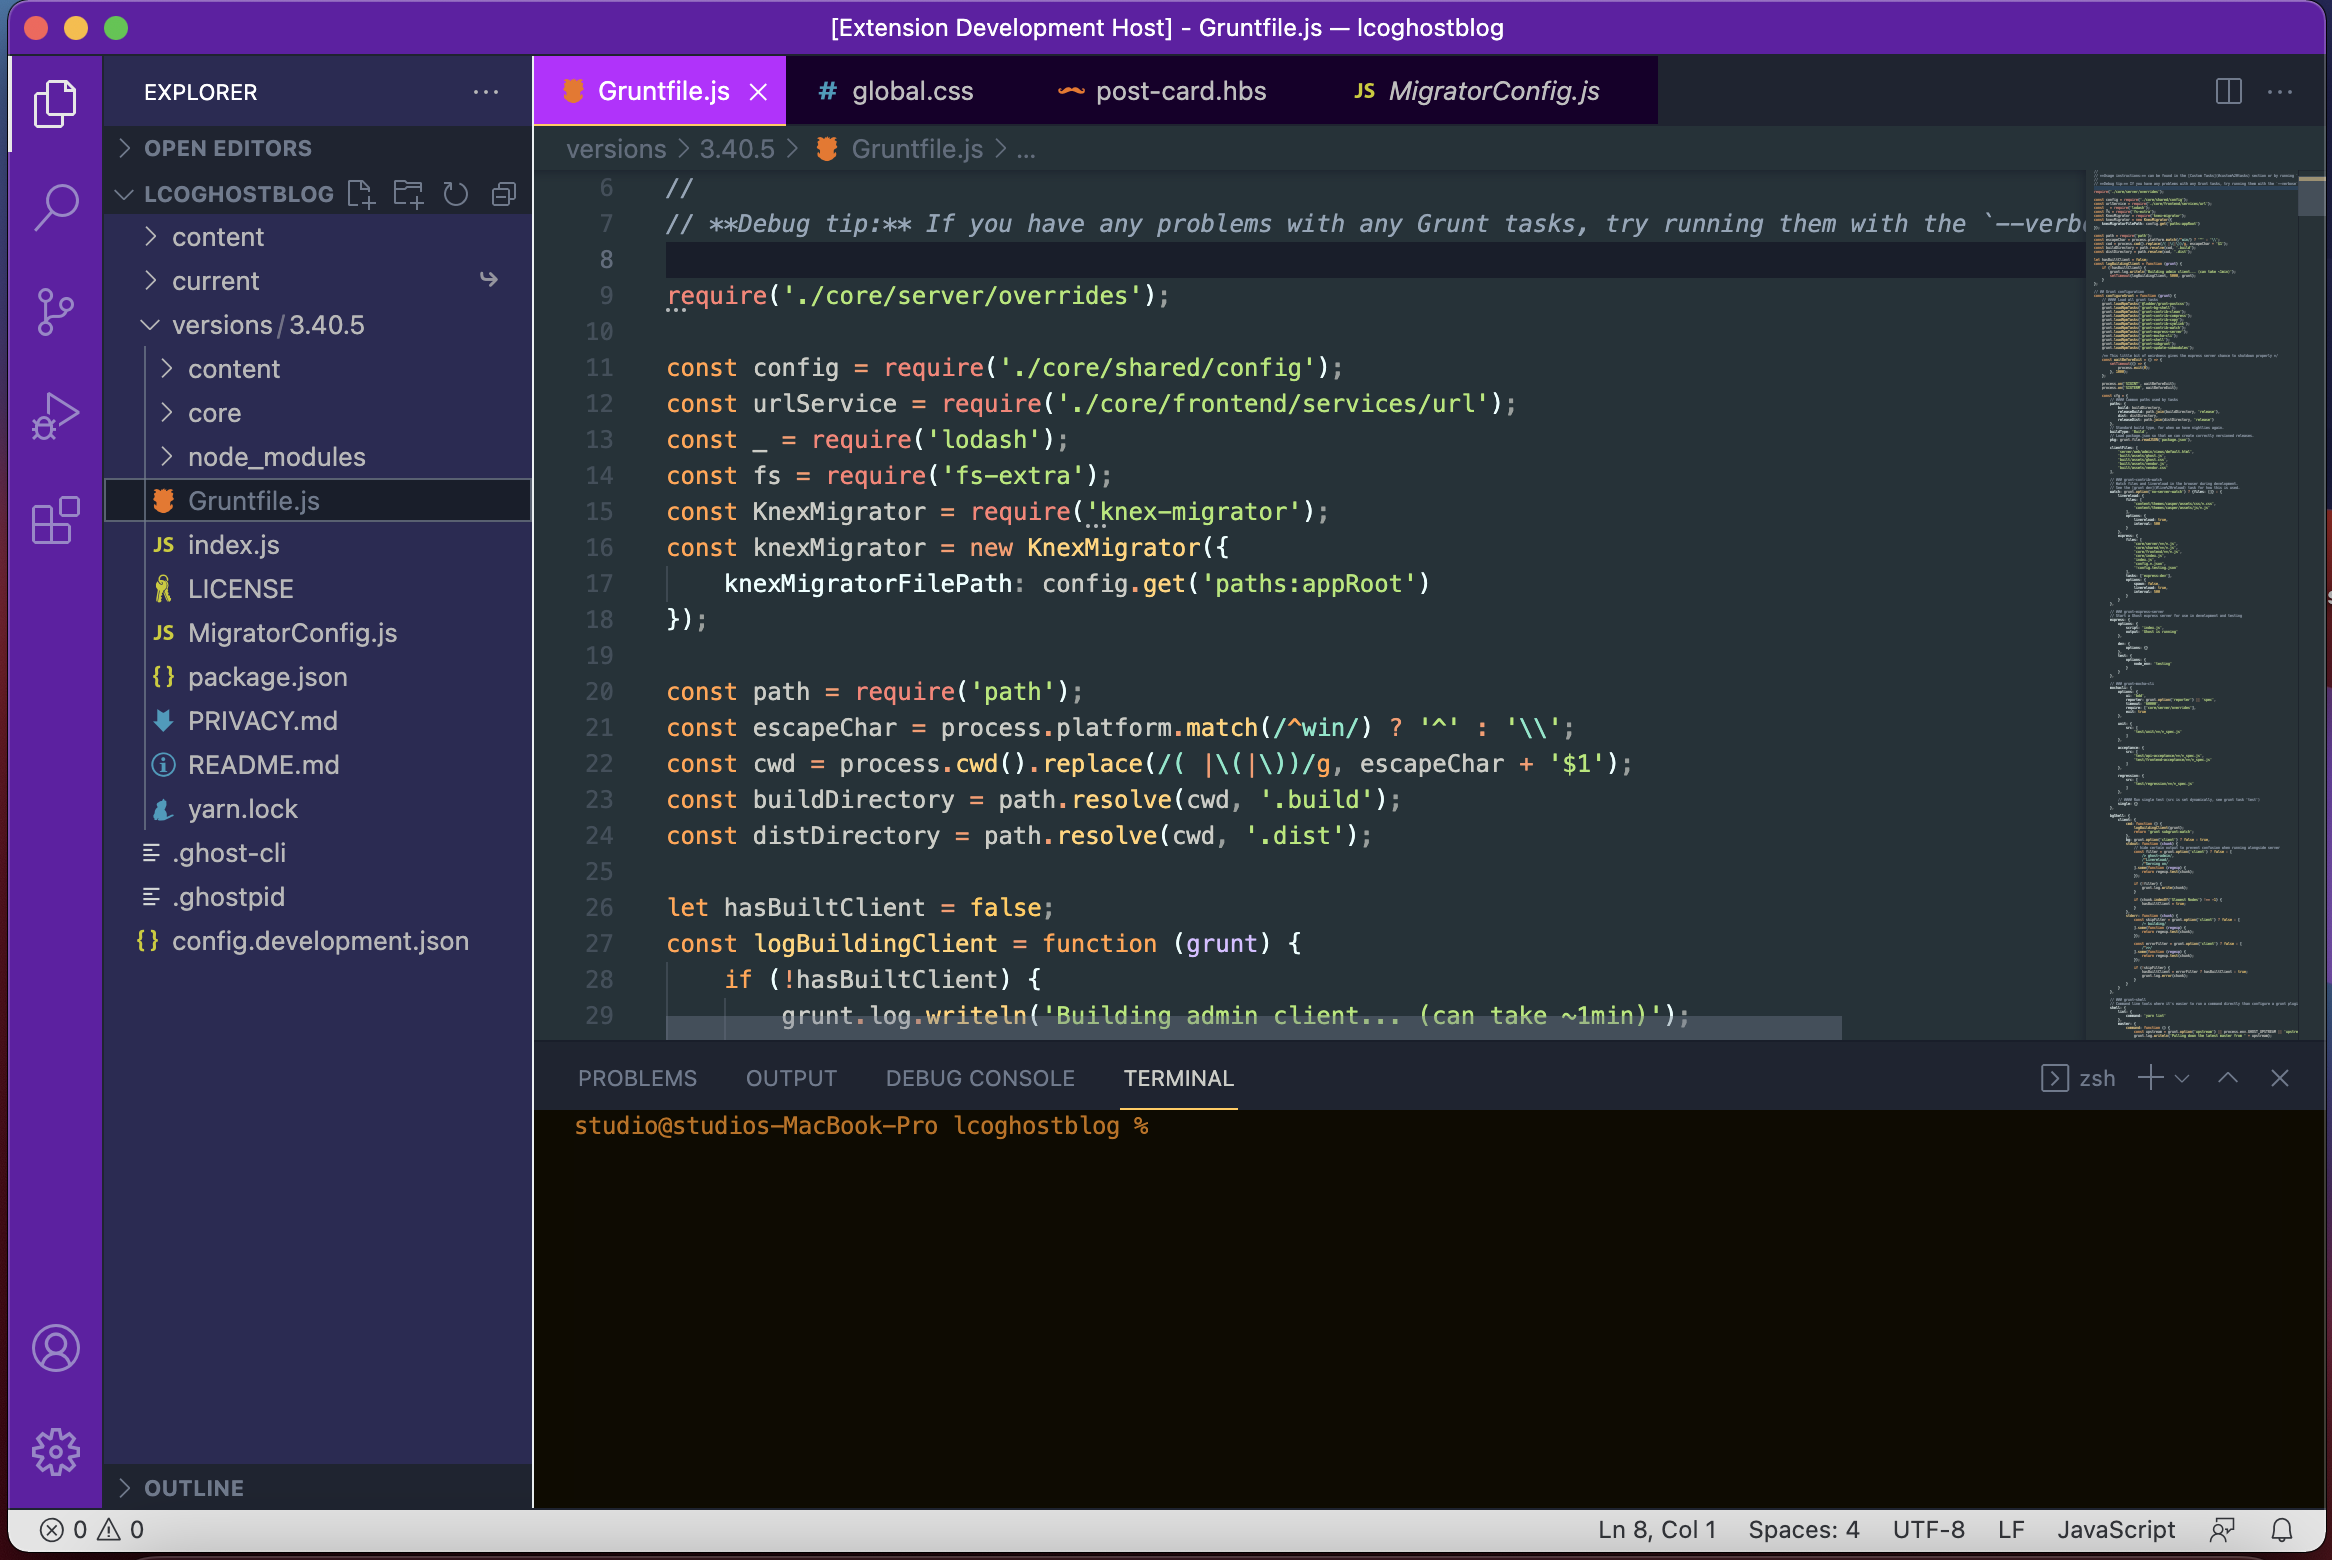 [Extension Development Host] - Gruntfile.js — lcoghostblog
EXPLORER
OPEN EDITORS
LCOGHOSTBLOG
content
current
versions/3.40.5
content
core
node_modules
Gruntfile.js
JS index.js
LICENSE
JS MigratorConfig.js
{} package.json
PRIVACY.md
README.md
yarn.lock
.ghost-cli
.ghostpid
{} config.development.json
OUTLINE
Gruntfile.js
# global.css
post-card.hbs
JS MigratorConfig.js
versions > 3.40.5 > Gruntfile.js > ...
6 //
7 // **Debug tip:** If you have any problems with any Grunt tasks, try running them with the `--verb
8
9 require('./core/server/overrides');
10
11 const config = require('./core/shared/config');
12 const urlService = require('./core/frontend/services/url');
13 const _ = require('lodash');
14 const fs = require('fs-extra');
15 const KnexMigrator = require('knex-migrator');
16 const knexMigrator = new KnexMigrator({
17 knexMigratorFilePath: config.get('paths:appRoot')
18 });
19
20 const path = require('path');
21 const escapeChar = process.platform.match(/^win/) ? '^' : '\\';
22 const cwd = process.cwd().replace(/( |\(|\))/g, escapeChar + '$1');
23 const buildDirectory = path.resolve(cwd, '.build');
24 const distDirectory = path.resolve(cwd, '.dist');
25
26 let hasBuiltClient = false;
27 const logBuildingClient = function (grunt) {
28 if (!hasBuiltClient) {
29 grunt.log.writeln('Building admin client... (can take ~1min)');
PROBLEMS OUTPUT DEBUG CONSOLE TERMINAL
zsh
studio@studios-MacBook-Pro lcoghostblog %
0 0
Ln 8, Col 1 Spaces: 4 UTF-8 LF JavaScript